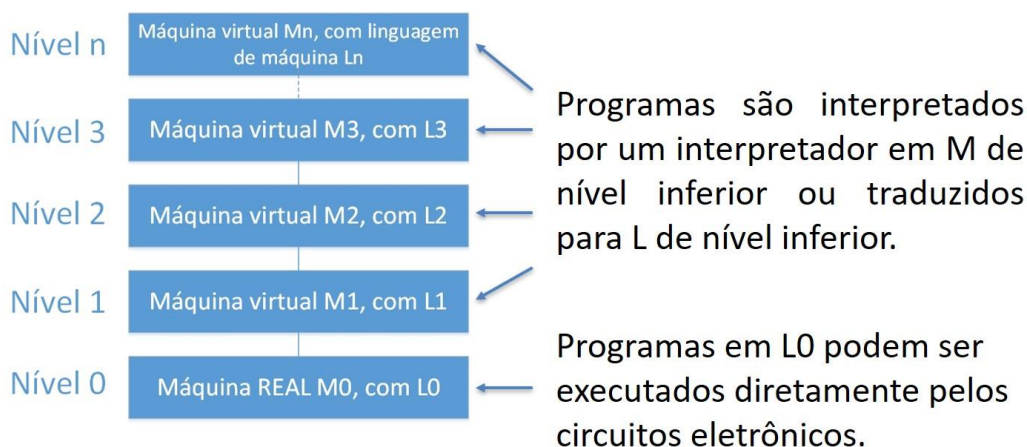 Nível n
Máquina virtual Mn, com linguagem
de máquina Ln
Nível 3
Máquina virtual M3, com L3
Nível 2
Máquina virtual M2, com L2
Nível 1
Máquina virtual M1, com L1
Nível 0
Máquina REAL M0, com L0
Programas são interpretados
por um interpretador em M de
nível inferior ou traduzidos
para L de nível inferior.
Programas em L0 podem ser
executados diretamente pelos
circuitos eletrônicos.